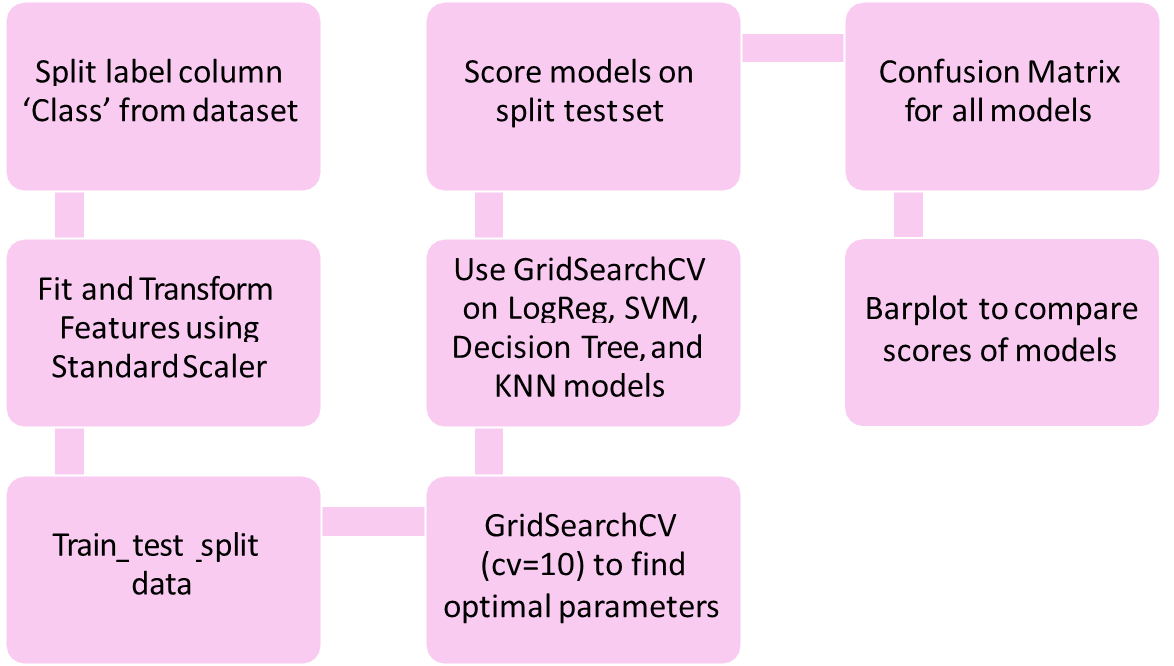 Split label column
‘Class’ from dataset
Fit and Transform
Features using
Standard Scaler
Train_test_split
data
GridSearchCV
(cv=10) to find
optimal parameters
Use GridSearchCV
on LogReg, SVM,
Decision Tree, and
KNN models
Score models on
split test set
Confusion Matrix
for all models
Barplot to compare
scores of models